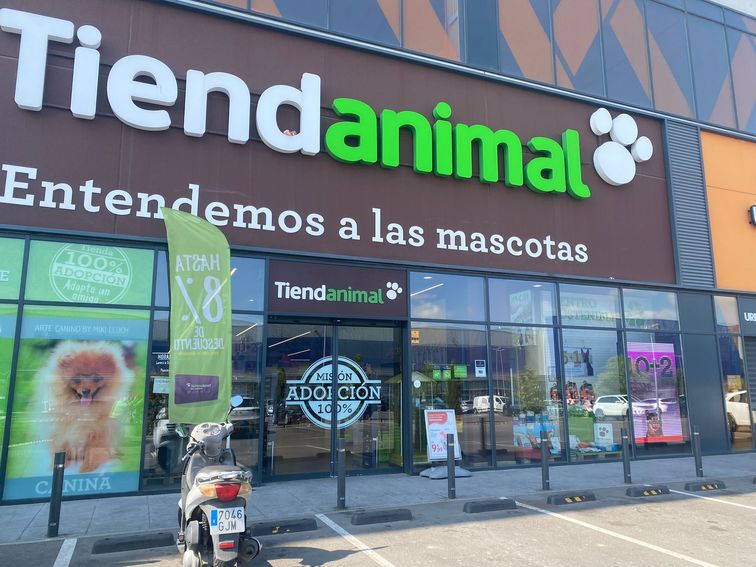 Tiendanimal
Entendemos a las mascotas
Tiendanimal
Tienda
100%
ADOPCIÓN
Adopta un amigo
ARTE CANINO BY MIKI LLUCH
CANINA
HASTA
8%
DE
DESCUENTO
MISIÓN
ADOPCIÓN
100%
7046
GJM